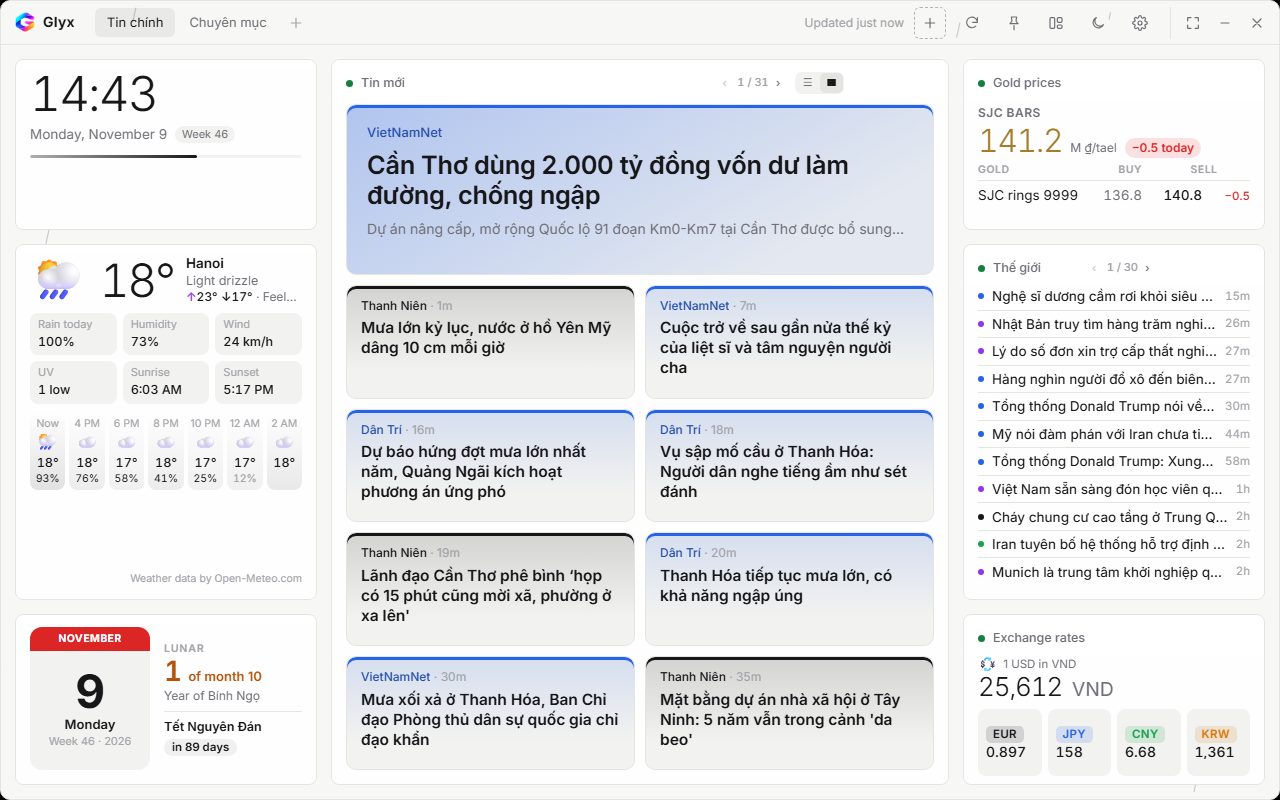 Glyx
Tin chính
Chuyên mục
Updated just now
14:43
Monday, November 9 Week 46
Hanoi
18°
Light drizzle
↑23° ↓17° · Feel...
Rain today
100%
Humidity
73%
Wind
24 km/h
UV
1 low
Sunrise
6:03 AM
Sunset
5:17 PM
Now 4 PM 6 PM 8 PM 10 PM 12 AM 2 AM
18° 18° 17° 18° 17° 17° 18°
93% 76% 58% 41% 25% 12%
Weather data by Open-Meteo.com
NOVEMBER
9
Monday
Week 46 · 2026
LUNAR
1 of month 10
Year of Bính Ngọ
Tết Nguyên Đán
in 89 days
Tin mới
‹ 1 / 31 ›
VietNamNet
Cần Thơ dùng 2.000 tỷ đồng vốn dư làm
đường, chống ngập
Dự án nâng cấp, mở rộng Quốc lộ 91 đoạn Km0-Km7 tại Cần Thơ được bổ sung...
Thanh Niên · 1m
Mưa lớn kỷ lục, nước ở hồ Yên Mỹ
dâng 10 cm mỗi giờ
VietNamNet · 7m
Cuộc trở về sau gần nửa thế kỷ
của liệt sĩ và tâm nguyện người
cha
Dân Trí · 16m
Dự báo hứng đợt mưa lớn nhất
năm, Quảng Ngãi kích hoạt
phương án ứng phó
Dân Trí · 18m
Vụ sập mố cầu ở Thanh Hóa:
Người dân nghe tiếng ầm như sét
đánh
Thanh Niên · 19m
Lãnh đạo Cần Thơ phê bình ‘họp
có 15 phút cũng mời xã, phường ở
xa lên'
Dân Trí · 20m
Thanh Hóa tiếp tục mưa lớn, có
khả năng ngập úng
VietNamNet · 30m
Mưa xối xả ở Thanh Hóa, Ban Chỉ
đạo Phòng thủ dân sự quốc gia chỉ
đạo khẩn
Thanh Niên · 35m
Mặt bằng dự án nhà xã hội ở Tây
Ninh: 5 năm vẫn trong cảnh 'da
beo'
Gold prices
SJC BARS
141.2 M ₫/tael −0.5 today
GOLD BUY SELL
SJC rings 9999 136.8 140.8 −0.5
Thế giới
‹ 1 / 30 ›
Nghệ sĩ dương cầm rơi khỏi siêu ... 15m
Nhật Bản truy tìm hàng trăm nghi... 26m
Lý do số đơn xin trợ cấp thất nghi... 27m
Hàng nghìn người đổ xô đến biên... 27m
Tổng thống Donald Trump nói về... 30m
Mỹ nói đàm phán với Iran chưa ti... 44m
Tổng thống Donald Trump: Xung... 58m
Việt Nam sẵn sàng đón học viên q... 1h
Cháy chung cư cao tầng ở Trung Q... 2h
Iran tuyên bố hệ thống hỗ trợ định ... 2h
Munich là trung tâm khởi nghiệp q... 2h
Exchange rates
1 USD in VND
25,612 VND
EUR
0.897
JPY
158
CNY
6.68
KRW
1,361